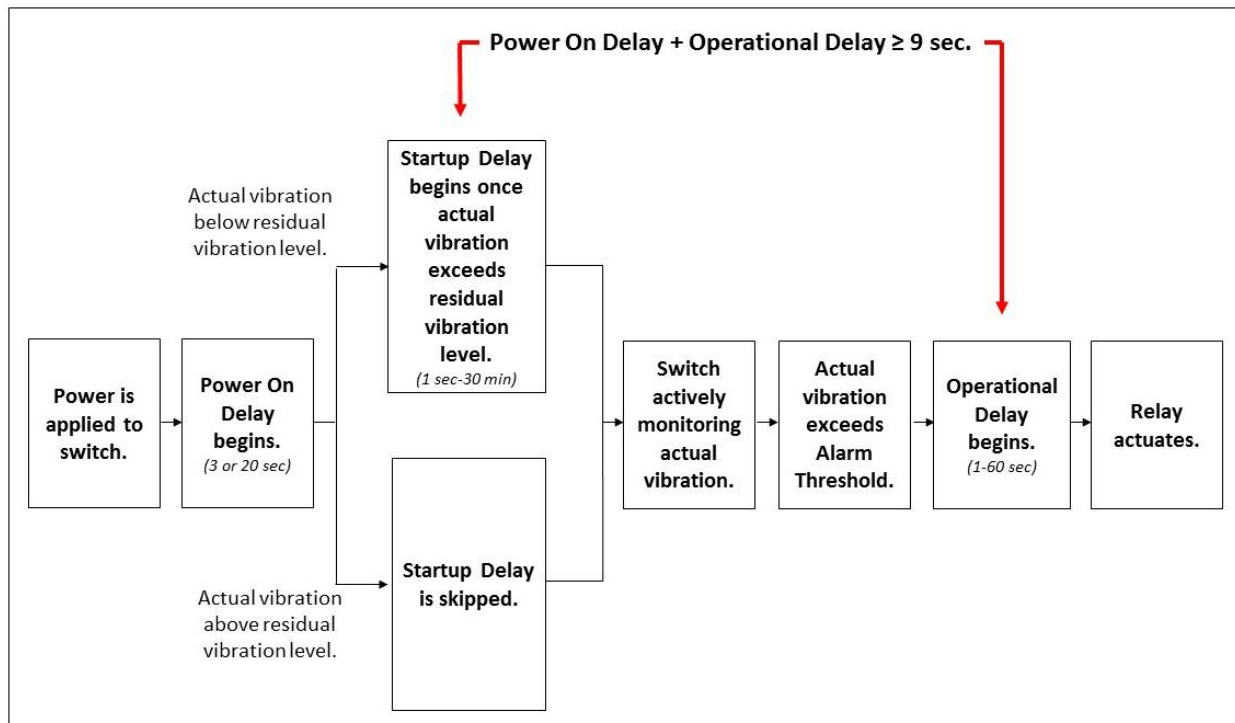 Power On Delay + Operational Delay ≥ 9 sec.
Actual vibration
below residual
vibration level.
Startup Delay
begins once
actual
vibration
exceeds
residual
vibration
level.
(1 sec-30 min)
Power is
applied to
switch.
Power On
Delay
begins.
(3 or 20 sec)
Switch
actively
monitoring
actual
vibration.
Actual
vibration
exceeds
Alarm
Threshold.
Operational
Delay
begins.
(1-60 sec)
Relay
actuates.
Startup Delay
is skipped.
Actual vibration
above residual
vibration level.